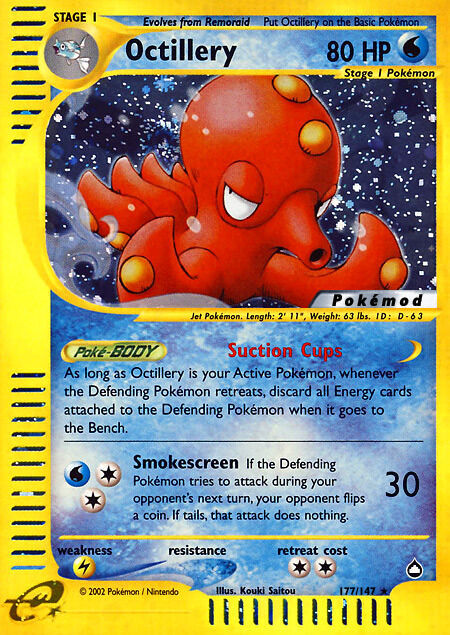 STAGE 1
Evolves from Remoraid Put Octillery on the Basic Pokémon
Octillery 80 HP
Stage 1 Pokémon
Pokémod
Jet Pokémon. Length: 2' 11", Weight: 63 lbs. ID: D-63
Poké-BODY Suction Cups
As long as Octillery is your Active Pokémon, whenever
the Defending Pokémon retreats, discard all Energy cards
attached to the Defending Pokémon when it goes to
the Bench.
Smokescreen If the Defending
Pokémon tries to attack during your
opponent's next turn, your opponent flips
a coin. If tails, that attack does nothing.
30
weakness resistance retreat cost
© 2002 Pokémon / Nintendo Illus. Kouki Saitou 177/147 ★
e